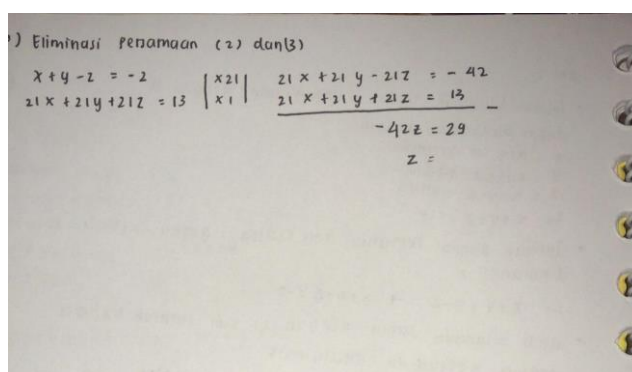 ) Eliminasi persamaan (2) dan (3)
x + y - z = -2 | x21 | 21x + 21y - 21z = -42
21x + 21y + 21z = 13 | x1 | 21x + 21y + 21z = 13 -
-42z = 29
z =